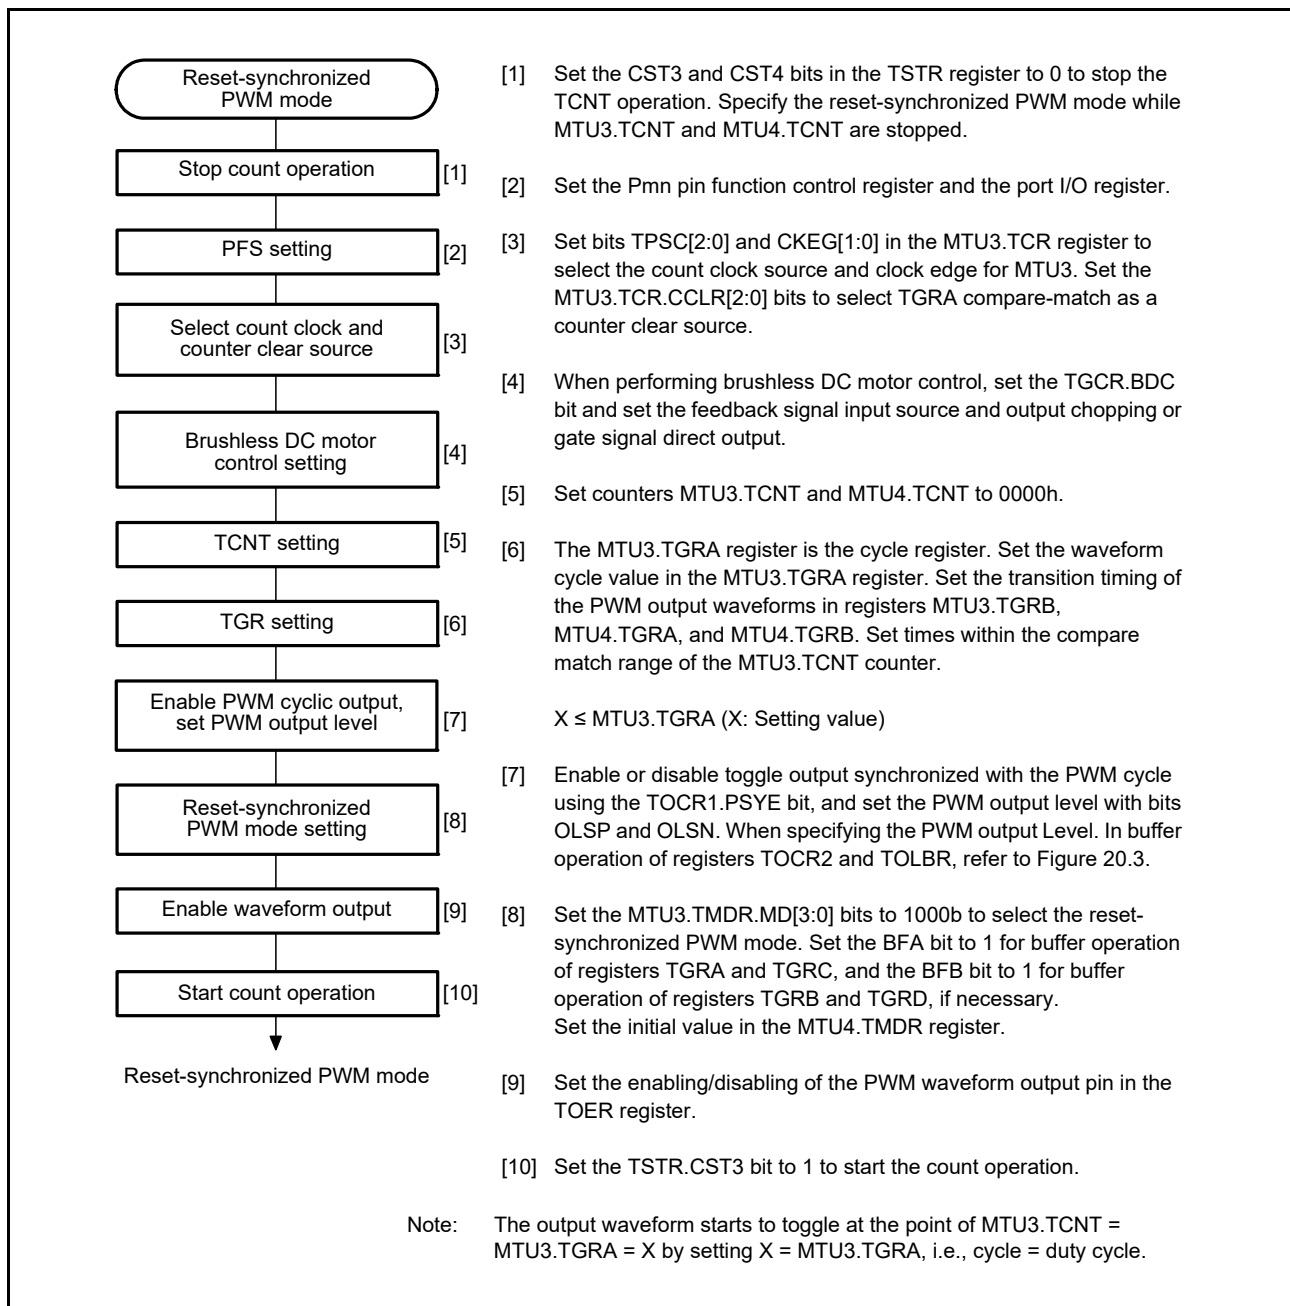 Reset-synchronized
PWM mode
Stop count operation
[1]
PFS setting
[2]
Select count clock and
counter clear source
[3]
Brushless DC motor
control setting
[4]
TCNT setting
[5]
TGR setting
[6]
Enable PWM cyclic output,
set PWM output level
[7]
Reset-synchronized
PWM mode setting
[8]
Enable waveform output
[9]
Start count operation
[10]
Reset-synchronized PWM mode
[1] Set the CST3 and CST4 bits in the TSTR register to 0 to stop the
TCNT operation. Specify the reset-synchronized PWM mode while
MTU3.TCNT and MTU4.TCNT are stopped.
[2] Set the Pmn pin function control register and the port I/O register.
[3] Set bits TPSC[2:0] and CKEG[1:0] in the MTU3.TCR register to
select the count clock source and clock edge for MTU3. Set the
MTU3.TCR.CCLR[2:0] bits to select TGRA compare-match as a
counter clear source.
[4] When performing brushless DC motor control, set the TGCR.BDC
bit and set the feedback signal input source and output chopping or
gate signal direct output.
[5] Set counters MTU3.TCNT and MTU4.TCNT to 0000h.
[6] The MTU3.TGRA register is the cycle register. Set the waveform
cycle value in the MTU3.TGRA register. Set the transition timing of
the PWM output waveforms in registers MTU3.TGRB,
MTU4.TGRA, and MTU4.TGRB. Set times within the compare
match range of the MTU3.TCNT counter.
X ≤ MTU3.TGRA (X: Setting value)
[7] Enable or disable toggle output synchronized with the PWM cycle
using the TOCR1.PSYE bit, and set the PWM output level with bits
OLSP and OLSN. When specifying the PWM output Level. In buffer
operation of registers TOCR2 and TOLBR, refer to Figure 20.3.
[8] Set the MTU3.TMDR.MD[3:0] bits to 1000b to select the reset-
synchronized PWM mode. Set the BFA bit to 1 for buffer operation
of registers TGRA and TGRC, and the BFB bit to 1 for buffer
operation of registers TGRB and TGRD, if necessary.
Set the initial value in the MTU4.TMDR register.
[9] Set the enabling/disabling of the PWM waveform output pin in the
TOER register.
[10] Set the TSTR.CST3 bit to 1 to start the count operation.
Note: The output waveform starts to toggle at the point of MTU3.TCNT =
MTU3.TGRA = X by setting X = MTU3.TGRA, i.e., cycle = duty cycle.